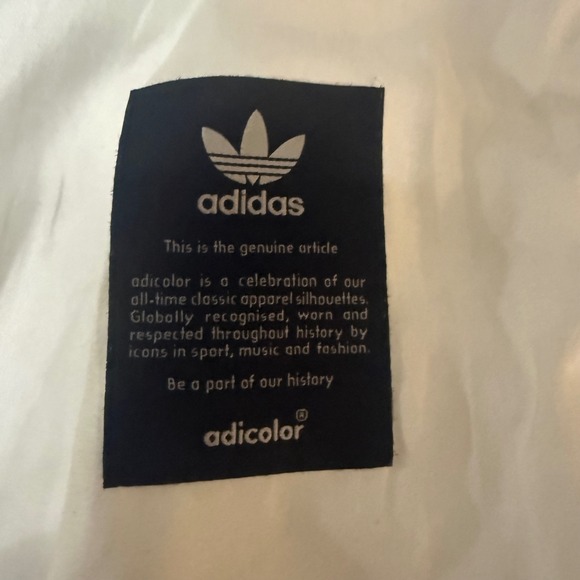 adidas
This is the genuine article
adicolor is a celebration of our
all-time classic apparel silhouettes.
Globally recognised, worn and
respected throughout history by
icons in sport, music and fashion.
Be a part of our history
adicolor®